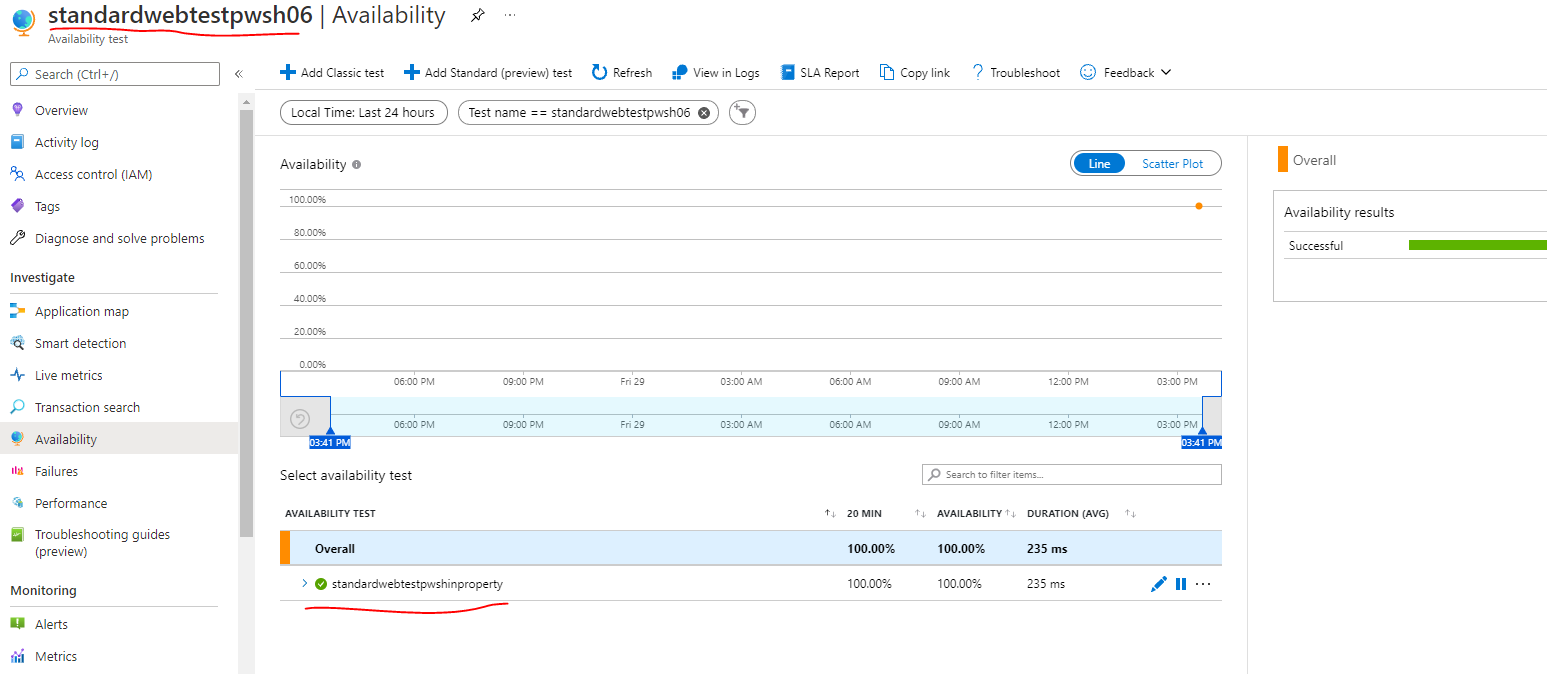 standardwebtestpwsh06 | Availability
Availability test
Search (Ctrl+/)
«
Overview
Activity log
Access control (IAM)
Tags
Diagnose and solve problems
Investigate
Application map
Smart detection
Live metrics
Transaction search
Availability
Failures
Performance
Troubleshooting guides
(preview)
Monitoring
Alerts
Metrics
Add Classic test Add Standard (preview) test Refresh View in Logs SLA Report Copy link Troubleshoot Feedback
Local Time: Last 24 hours Test name == standardwebtestpwsh06
Availability
Line Scatter Plot
100.00%
80.00%
60.00%
40.00%
20.00%
0.00%
06:00 PM 09:00 PM Fri 29 03:00 AM 06:00 AM 09:00 AM 12:00 PM 03:00 PM
06:00 PM 09:00 PM Fri 29 03:00 AM 06:00 AM 09:00 AM 12:00 PM 03:00 PM
03:41 PM 03:41 PM
Select availability test
Search to filter items...
AVAILABILITY TEST 20 MIN AVAILABILITY DURATION (AVG)
Overall 100.00% 100.00% 235 ms
standardwebtestpwshinproperty 100.00% 100.00% 235 ms
Overall
Availability results
Successful